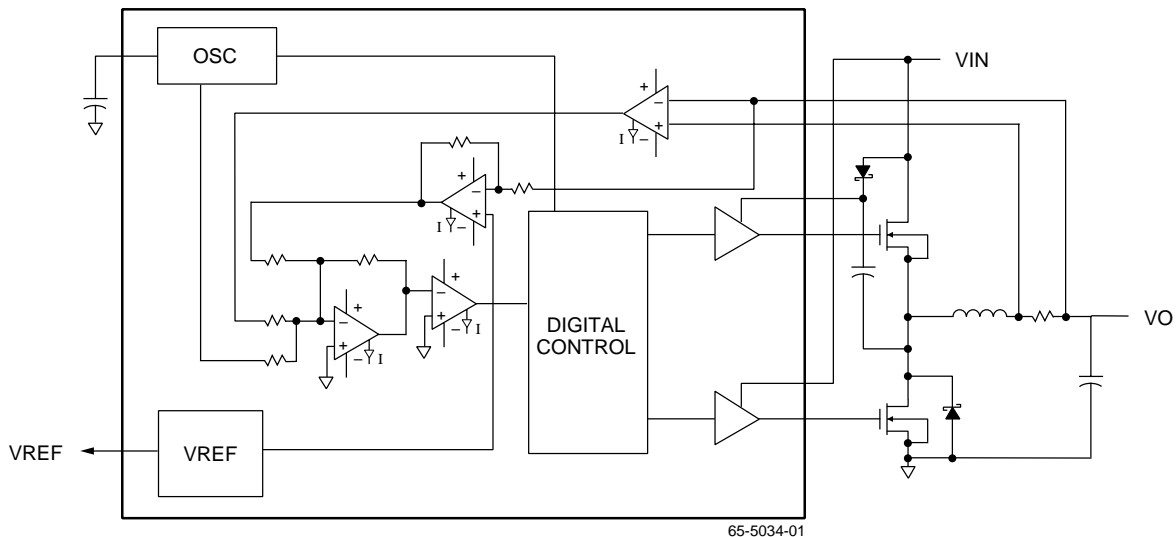 OSC
VIN
+
−
+
I
−
+
−
+
I
−
+
−
+
−
I
+
−
+
−
I
DIGITAL
CONTROL
VO
VREF
VREF
65-5034-01